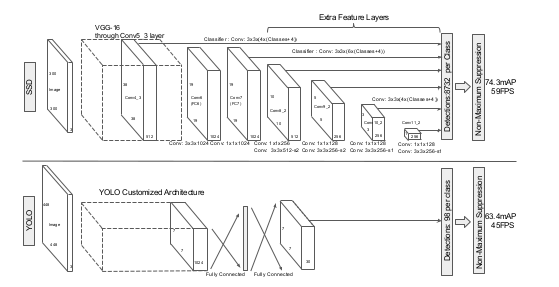 Extra Feature Layers
VGG-16
through Conv5_3 layer
Classifier : Conv: 3x3x(4x(Classes+4))
Classifier : Conv: 3x3x(6x(Classes+4))
SSD
300
Image
300
3
38
Conv4_3
38
512
19
Conv6
(FC6)
19
1024
19
Conv7
(FC7)
19
1024
10
Conv8_2
10
512
5
Conv9_2
5
256
3
Conv10_2
3
256
Conv11_2
256
Conv: 3x3x(4x(Classes+4))
Detections:8732 per Class
Non-Maximum Suppression
74.3mAP
59FPS
Conv: 3x3x1024
Conv: 1x1x1024
Conv: 1x1x256
Conv: 3x3x512-s2
Conv: 1x1x128
Conv: 3x3x256-s2
Conv: 1x1x128
Conv: 3x3x256-s1
Conv: 1x1x128
Conv: 3x3x256-s1
YOLO
YOLO Customized Architecture
448
Image
448
3
7
7
1024
Fully Connected
Fully Connected
7
7
30
Detections: 98 per class
Non-Maximum Suppression
63.4mAP
45FPS